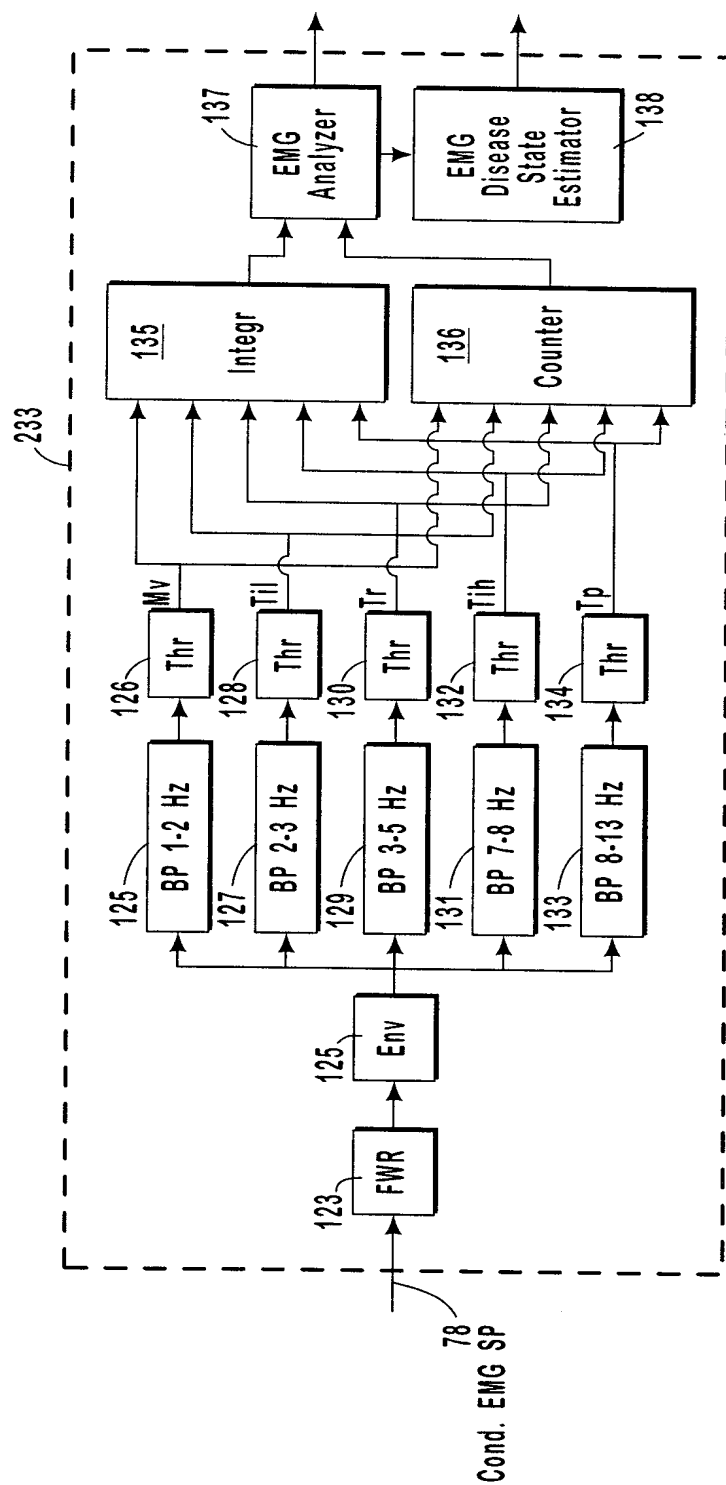 233
78
Cond. EMG SP
123
FWR
125
Env
125
BP 1-2 Hz
126
Thr
Mv
127
BP 2-3 Hz
128
Thr
Til
129
BP 3-5 Hz
130
Thr
Tr
131
BP 7-8 Hz
132
Thr
Tih
133
BP 8-13 Hz
134
Thr
Tp
135
Integr
136
Counter
137
EMG
Analyzer
EMG
Disease
State
Estimator
138